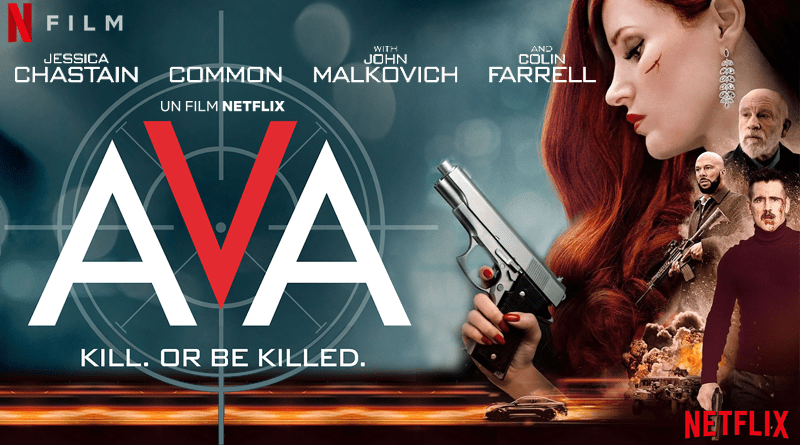 N FILM
JESSICA CHASTAIN
COMMON
WITH JOHN MALKOVICH
AND COLIN FARRELL
UN FILM NETFLIX
AVA
KILL. OR BE KILLED.
NETFLIX